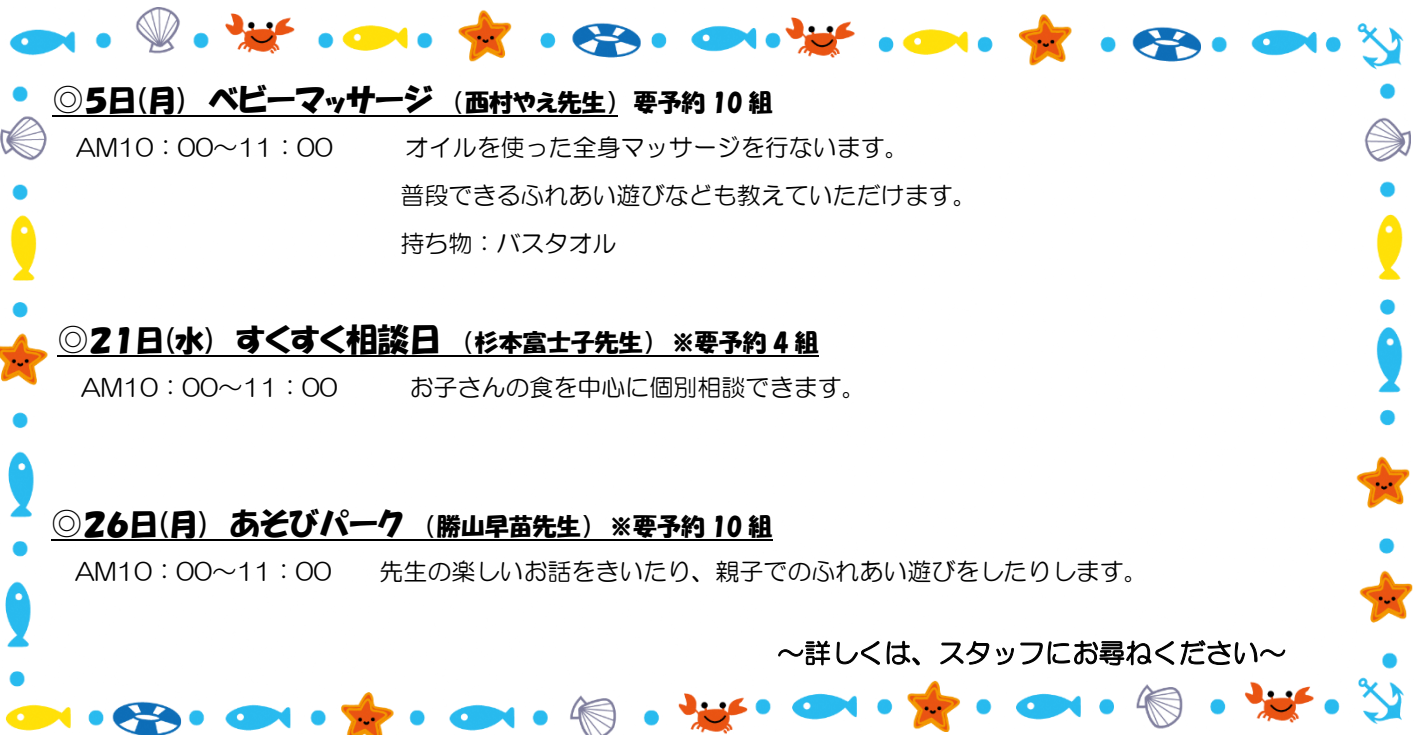 ◎5日(月) ベビーマッサージ (西村やえ先生) 要予約 10 組
AM10:00～11:00 オイルを使った全身マッサージを行ないます。
普段できるふれあい遊びなども教えていただけます。
持ち物:バスタオル
◎21日(水) すくすく相談日 (杉本富士子先生) ※要予約 4 組
AM10:00～11:00 お子さんの食を中心に個別相談できます。
◎26日(月) あそびパーク (勝山早苗先生) ※要予約 10 組
AM10:00～11:00 先生の楽しいお話をきいたり、親子でのふれあい遊びをしたりします。
～詳しくは、スタッフにお尋ねください～